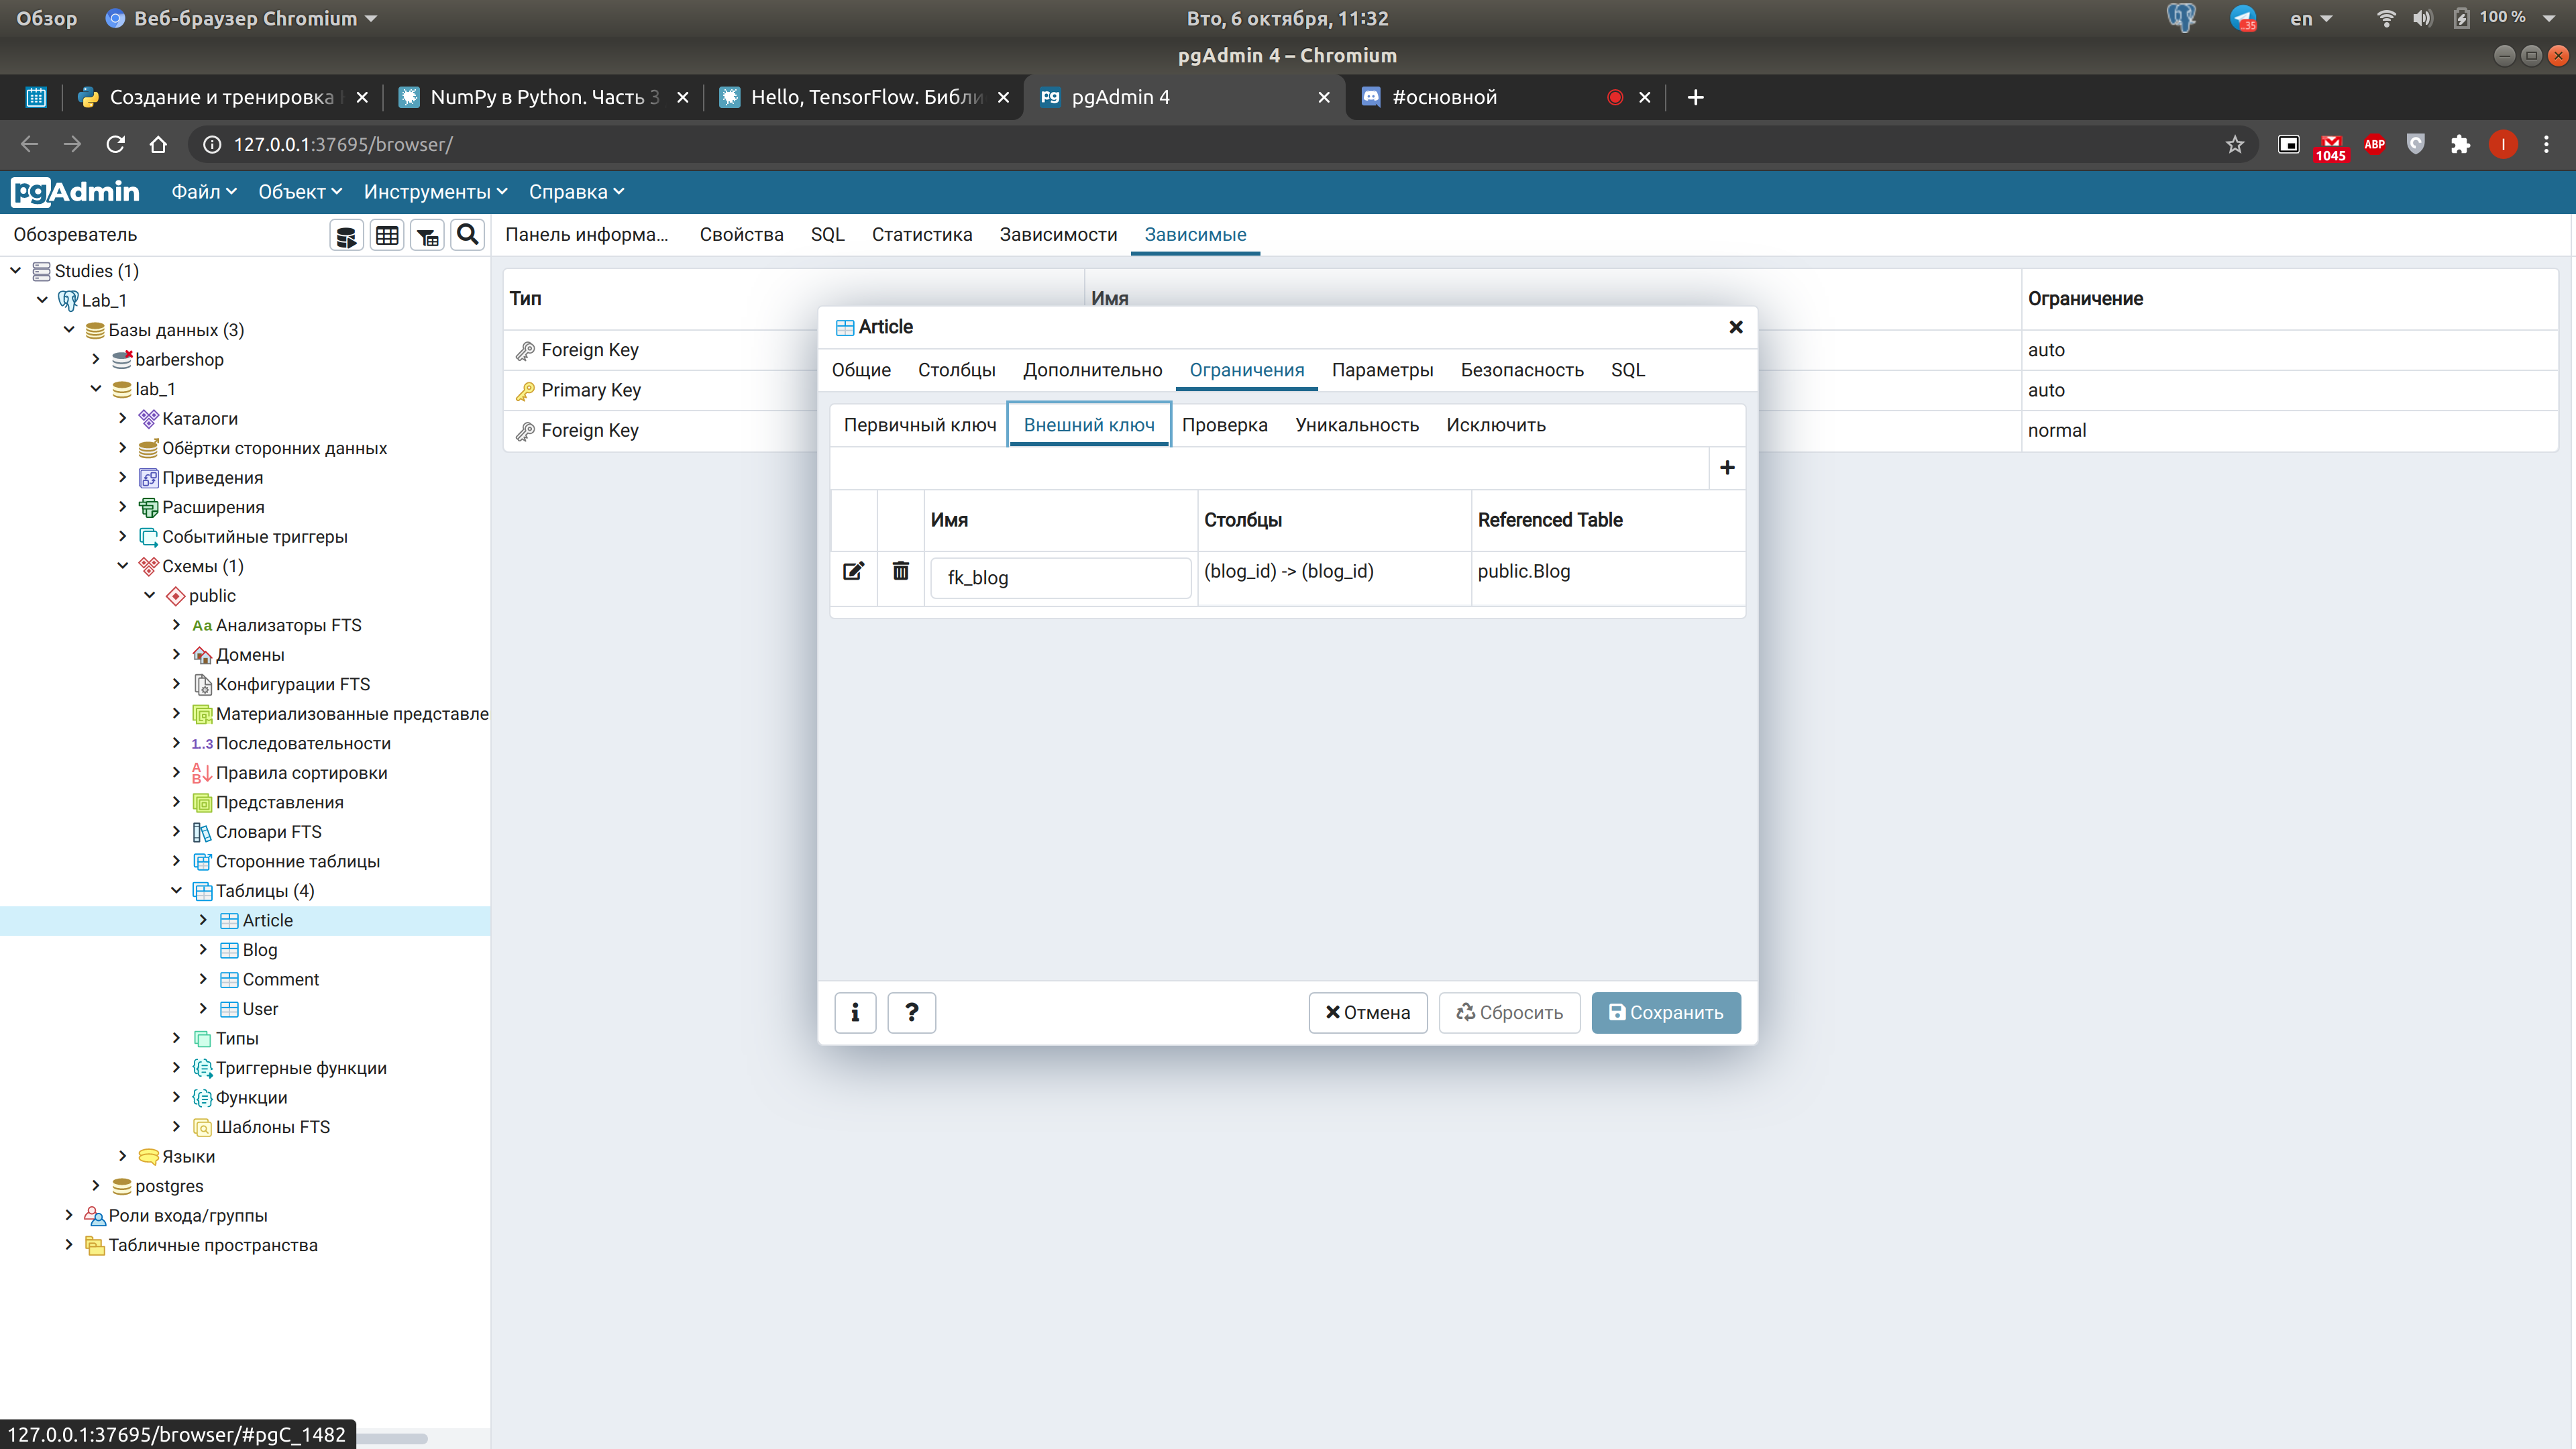 Обзор Веб-браузер Chromium Вто, 6 октября, 11:32 35 en 100 %
pgAdmin 4 – Chromium
Создание и тренировка NumPy в Python. Часть 3 Hello, TensorFlow. Библи pgAdmin 4 #основной
127.0.0.1:37695/browser/ 1045 ABP I
pgAdmin Файл Объект Инструменты Справка
Обозреватель
Панель информа... Свойства SQL Статистика Зависимости Зависимые
Studies (1)
Lab_1
Базы данных (3)
barbershop
lab_1
Каталоги
Обёртки сторонних данных
Приведения
Расширения
Событийные триггеры
Схемы (1)
public
Анализаторы FTS
Домены
Конфигурации FTS
Материализованные представле
Последовательности
Правила сортировки
Представления
Словари FTS
Сторонние таблицы
Таблицы (4)
Article
Blog
Comment
User
Типы
Триггерные функции
Функции
Шаблоны FTS
Языки
postgres
Роли входа/группы
Табличные пространства
127.0.0.1:37695/browser/#pgC_1482
Тип Имя Ограничение
Foreign Key auto
Primary Key auto
Foreign Key normal
Article
Общие Столбцы Дополнительно Ограничения Параметры Безопасность SQL
Первичный ключ Внешний ключ Проверка Уникальность Исключить
Имя Столбцы Referenced Table
fk_blog (blog_id) -> (blog_id) public.Blog
i ? Отмена Сбросить Сохранить